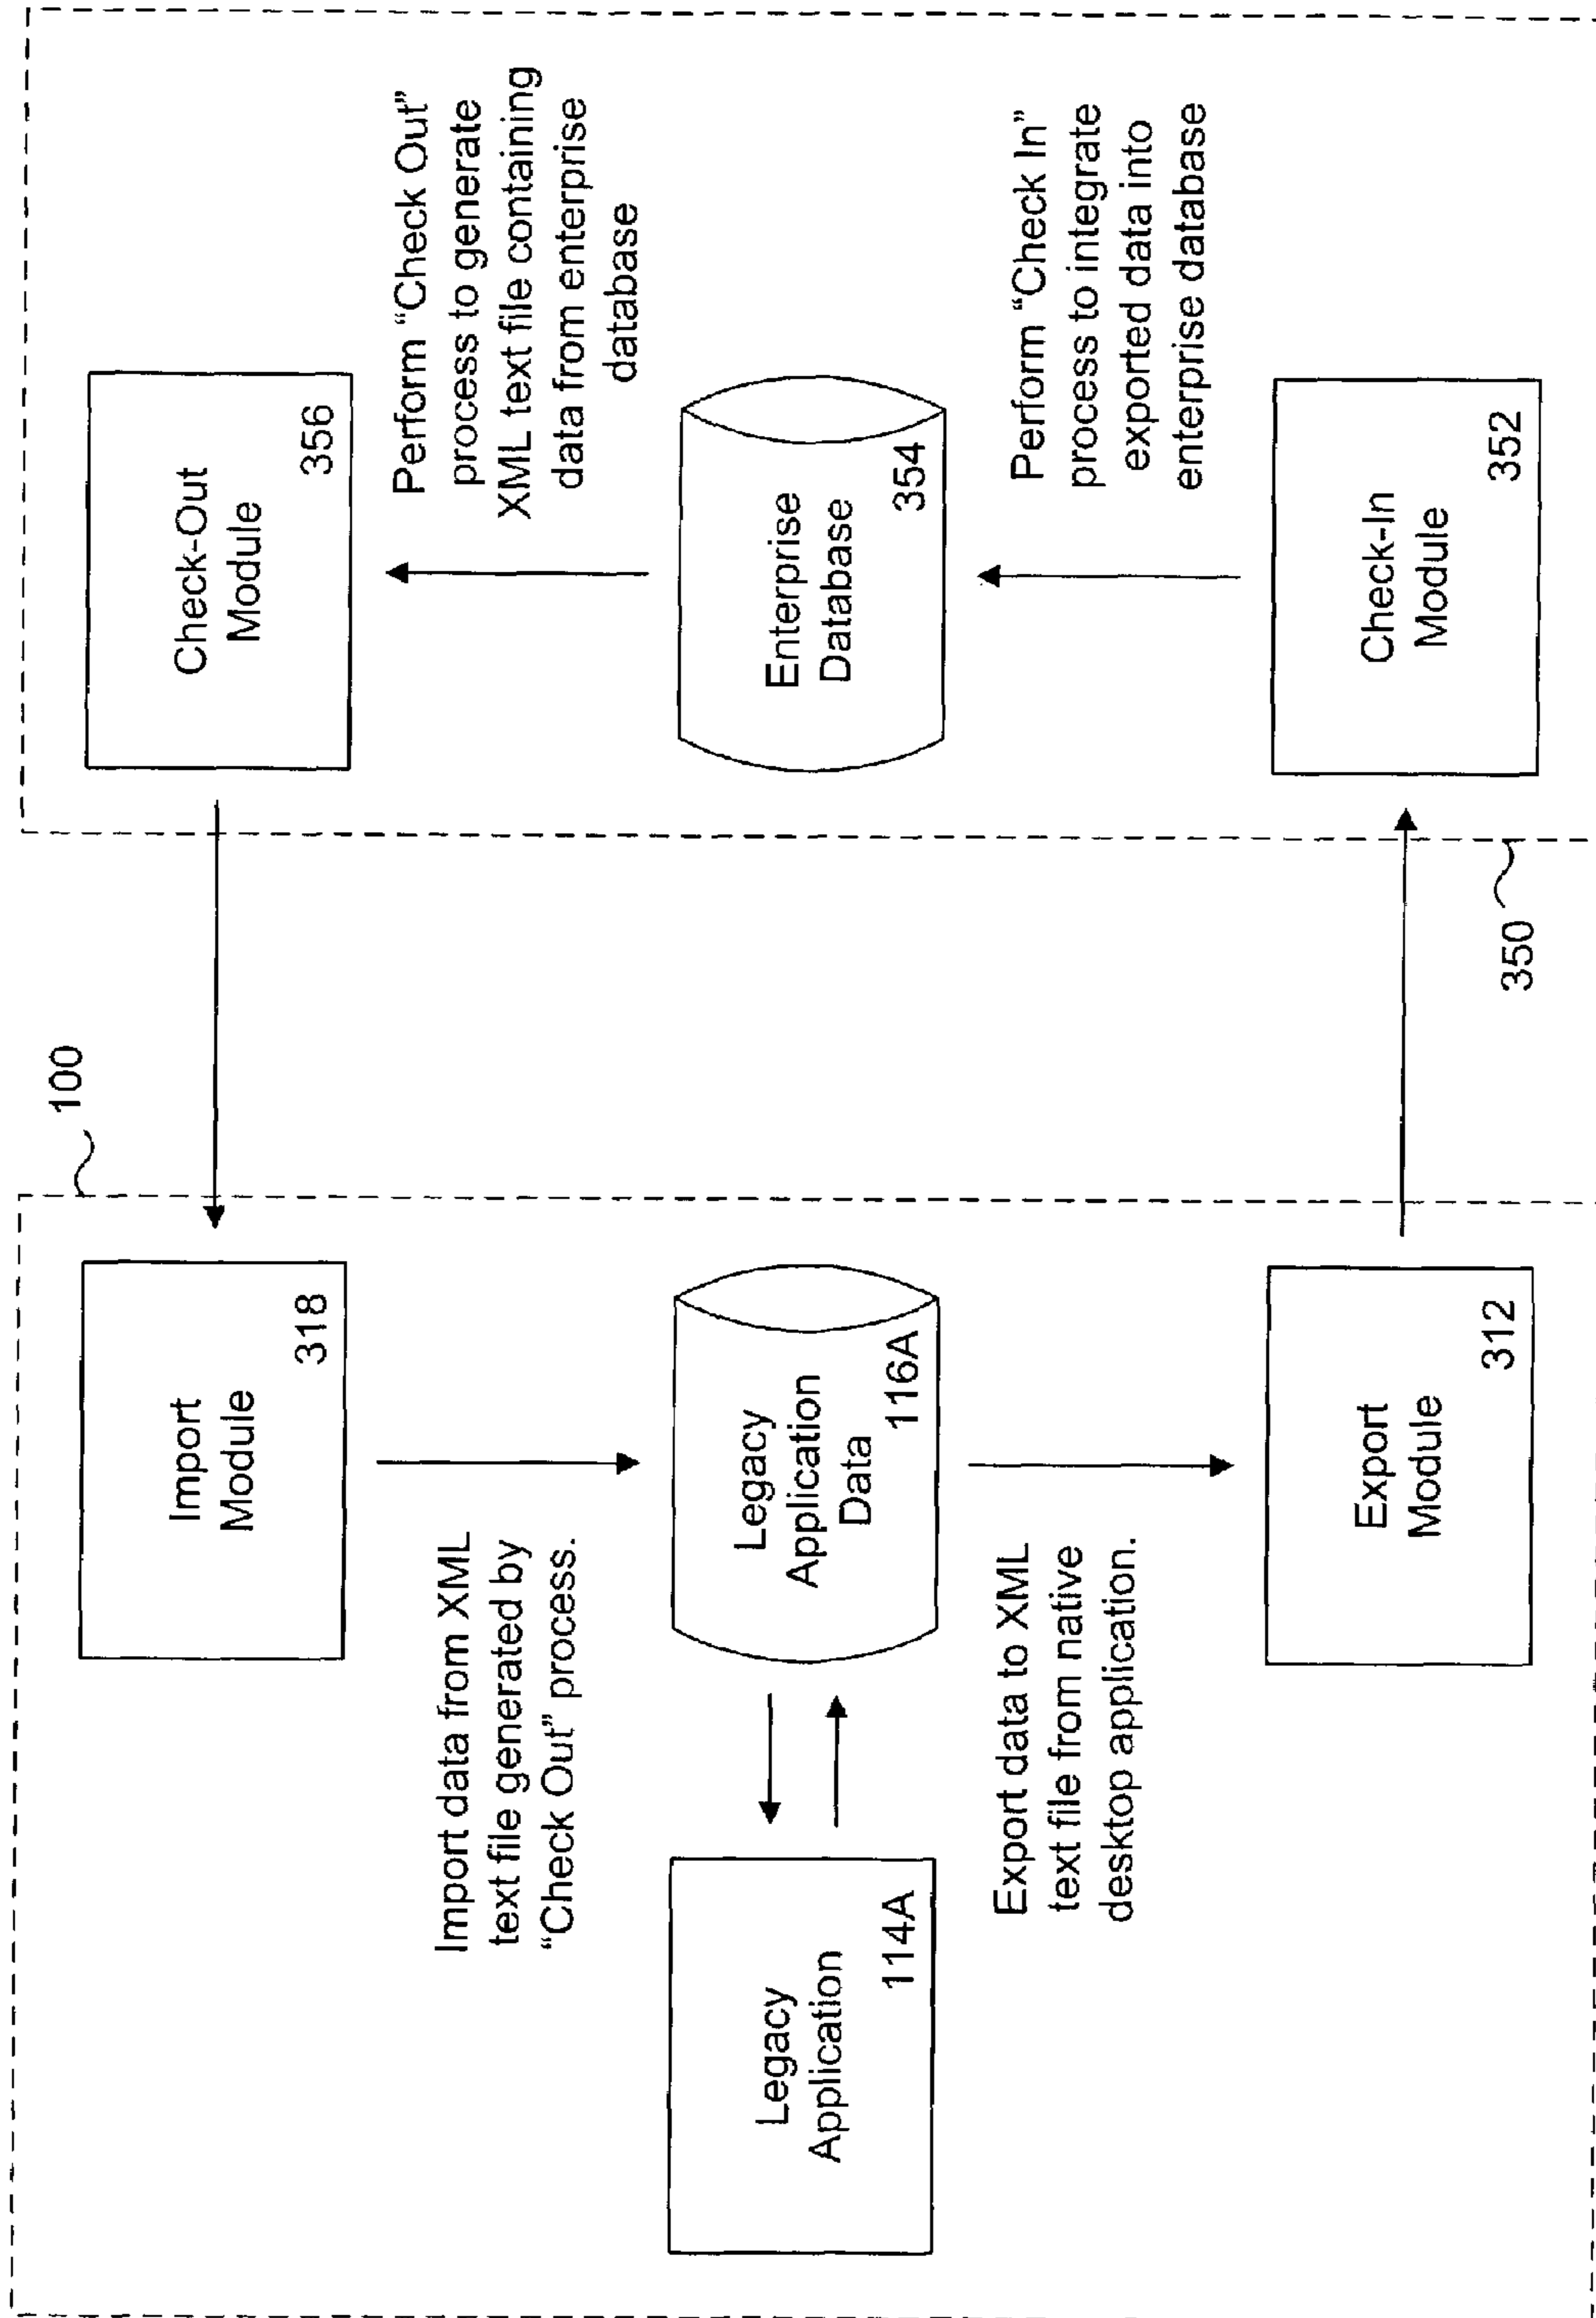 100
Import
Module
318
Import data from XML
text file generated by
“Check Out” process.
Legacy
Application
114A
Legacy
Application
Data
116A
Export data to XML
text file from native
desktop application.
Export
Module
312
Check-Out
Module
356
Perform “Check Out”
process to generate
XML text file containing
data from enterprise
database
Enterprise
Database
354
Perform “Check In”
process to integrate
exported data into
enterprise database
Check-In
Module
352
350